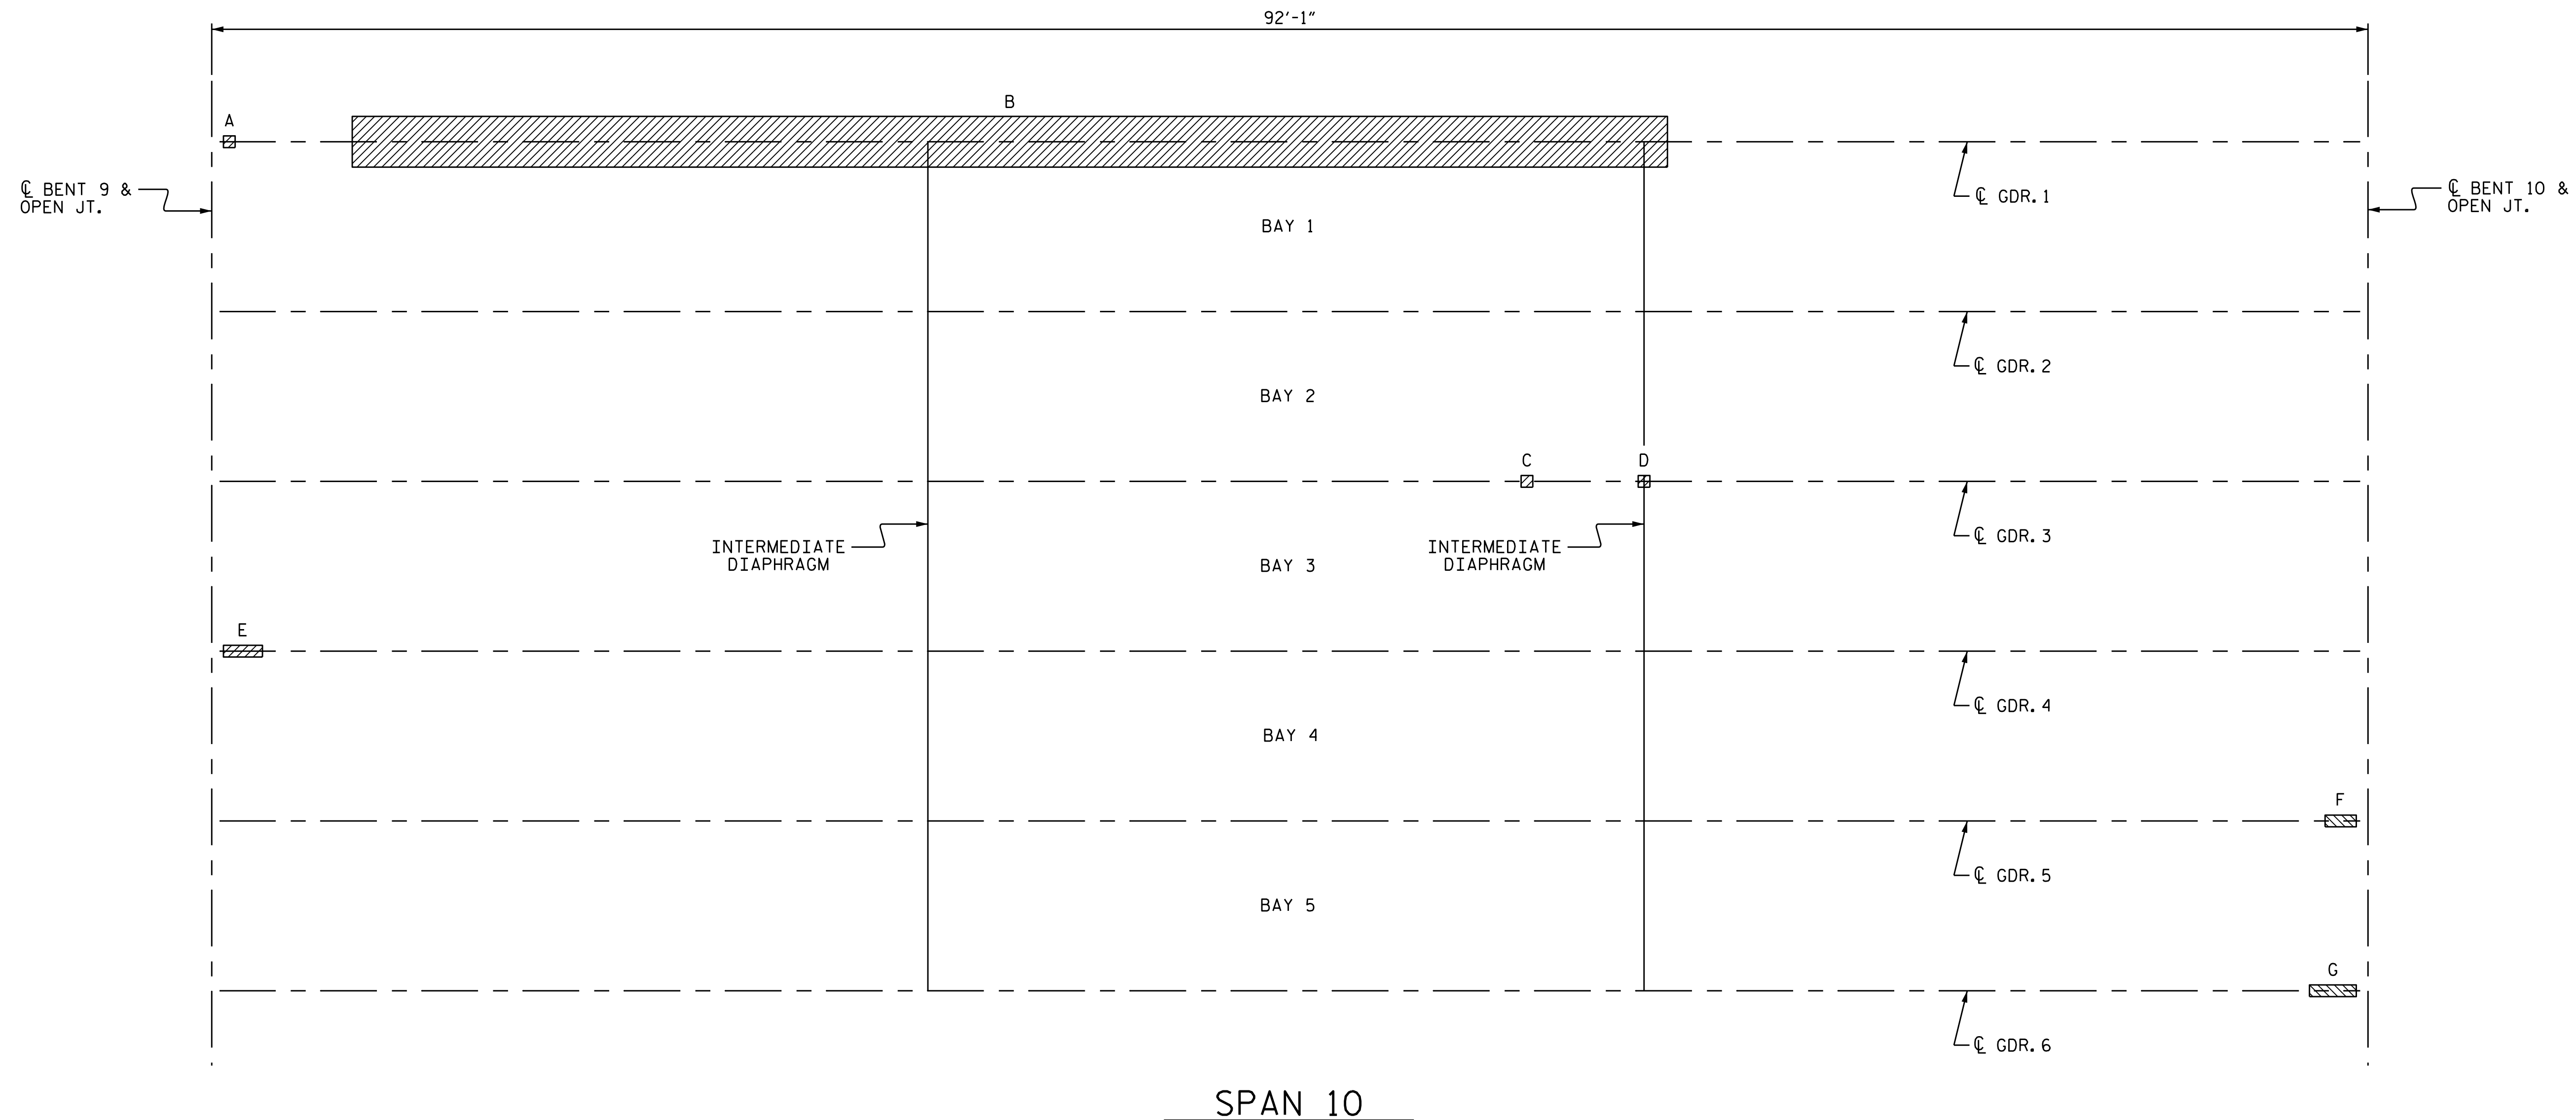 92'-1"
B
A
℄ BENT 9 &
OPEN JT.
℄ BENT 10 &
OPEN JT.
℄ GDR. 1
BAY 1
℄ GDR. 2
BAY 2
C
D
INTERMEDIATE
DIAPHRAGM
INTERMEDIATE
DIAPHRAGM
℄ GDR. 3
BAY 3
E
℄ GDR. 4
BAY 4
F
℄ GDR. 5
BAY 5
G
℄ GDR. 6
SPAN 10